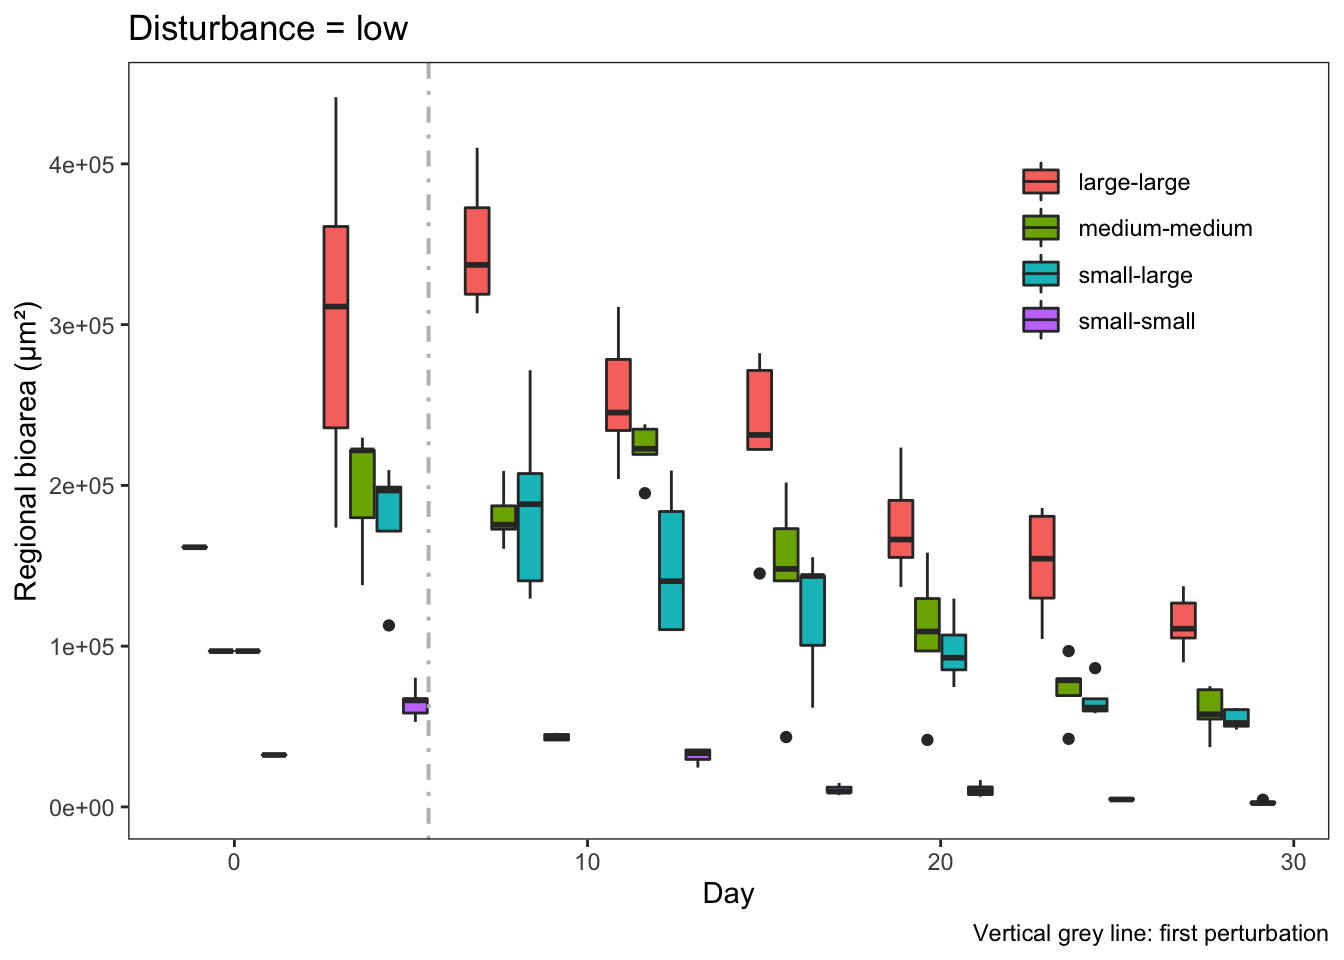 Disturbance = low
Regional bioarea (µm²)
4e+05
3e+05
2e+05
1e+05
0e+00
large-large
medium-medium
small-large
small-small
0
10
20
30
Day
Vertical grey line: first perturbation